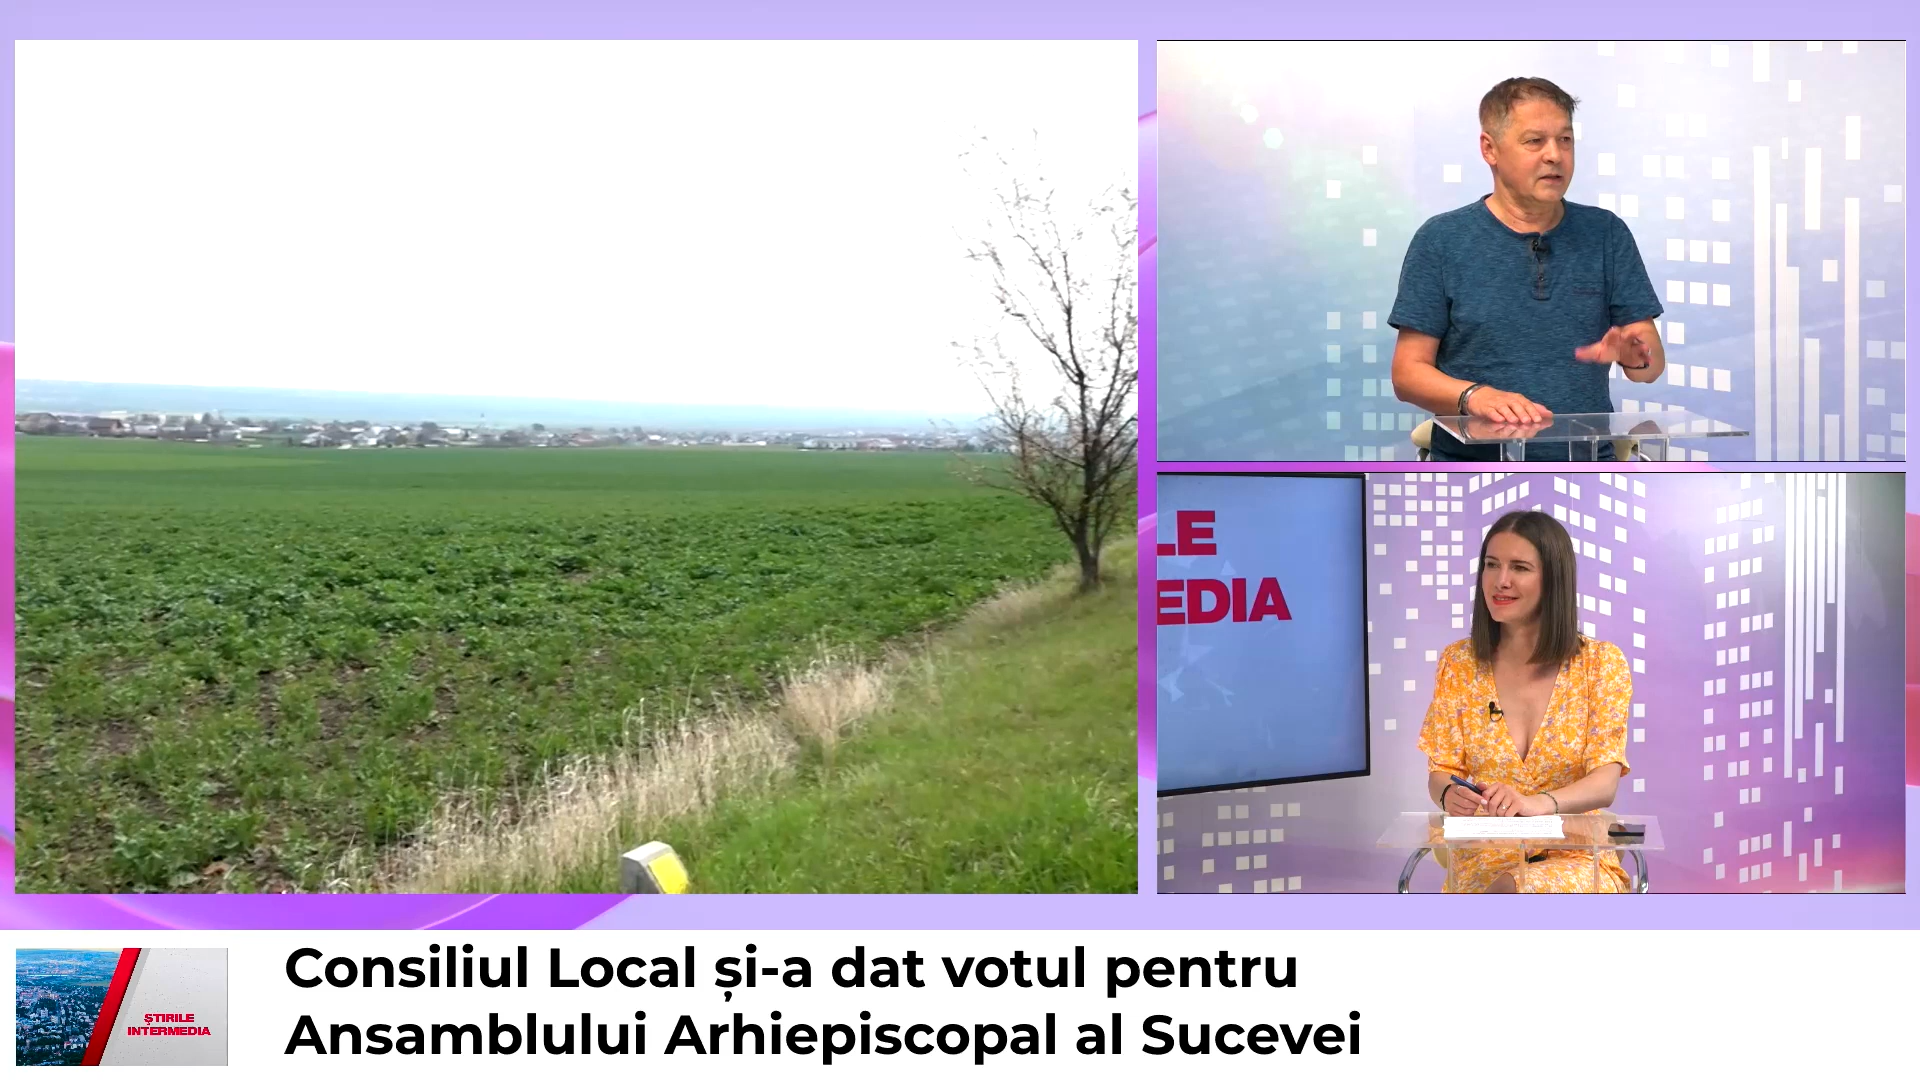 LE
EDIA
Consiliul Local și-a dat votul pentru
Ansamblului Arhiepiscopal al Sucevei
ȘTIRILE
INTERMEDIA